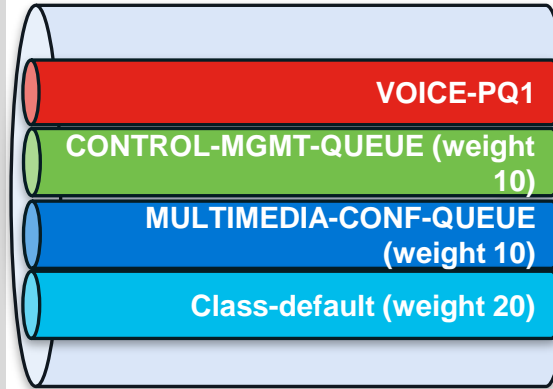 VOICE-PQ1
CONTROL-MGMT-QUEUE (weight
10)
MULTIMEDIA-CONF-QUEUE
(weight 10)
Class-default (weight 20)